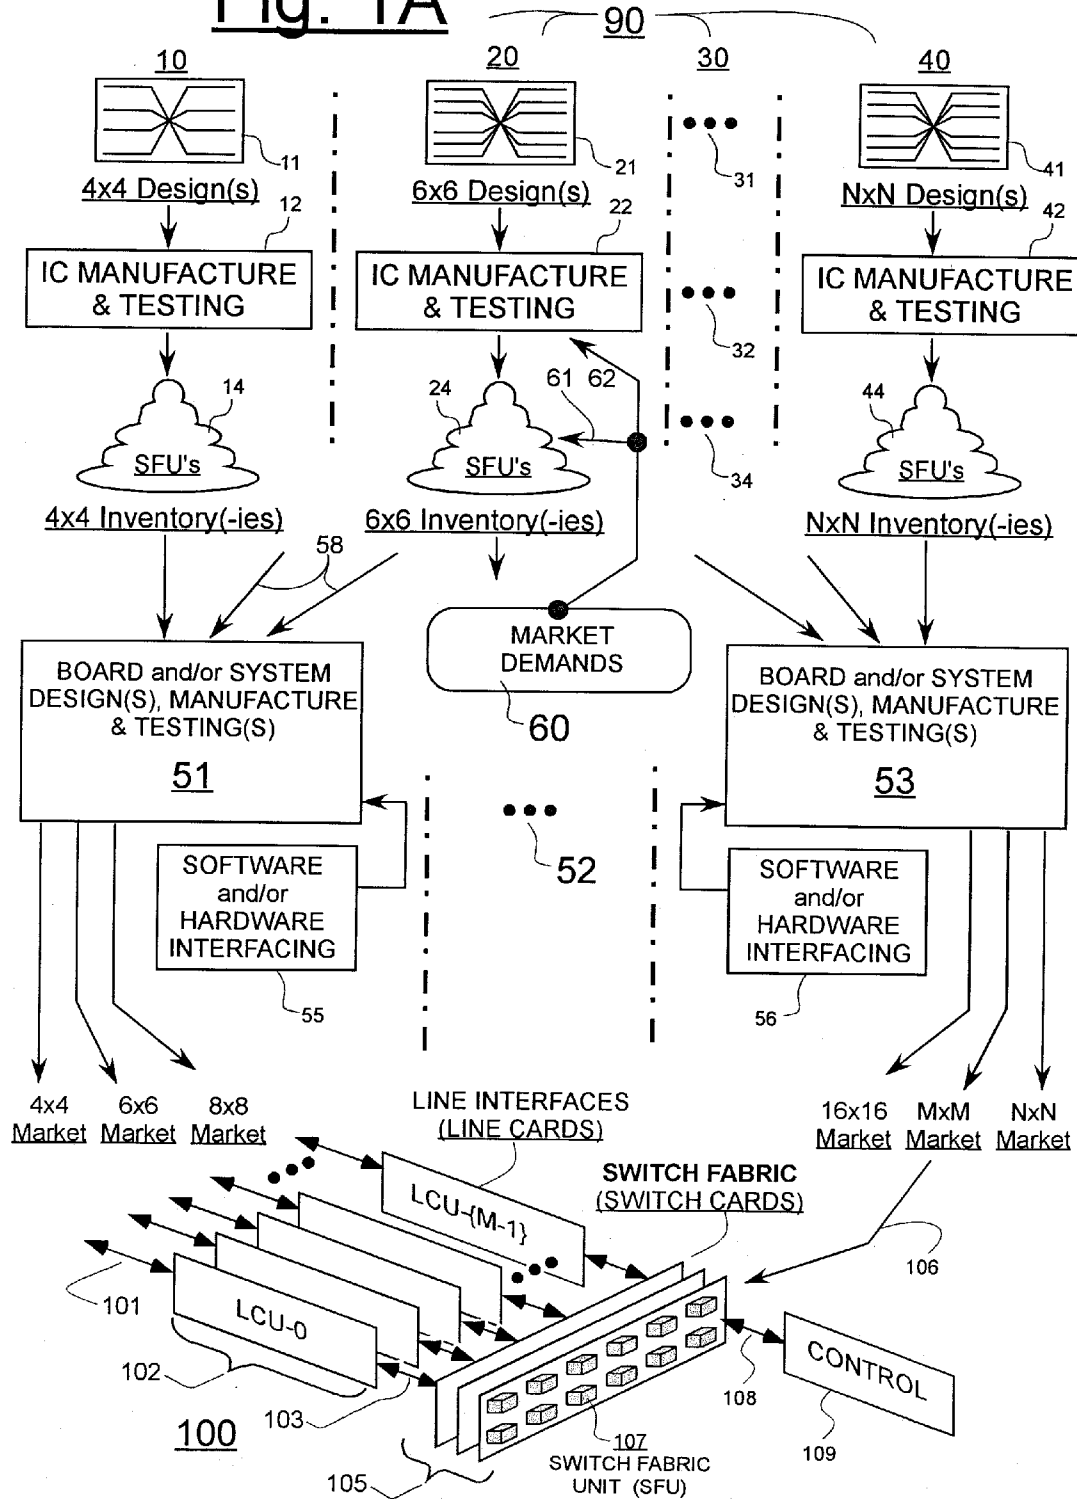 Fig. 1A
90
10
20
30
40
11
21
31
41
4x4 Design(s)
6x6 Design(s)
NxN Design(s)
12
22
42
IC MANUFACTURE
& TESTING
IC MANUFACTURE
& TESTING
IC MANUFACTURE
& TESTING
32
14
24
61
62
44
34
SFU's
SFU's
SFU's
4x4 Inventory(-ies)
6x6 Inventory(-ies)
NxN Inventory(-ies)
58
MARKET
DEMANDS
60
BOARD and/or SYSTEM
DESIGN(S), MANUFACTURE
& TESTING(S)
51
BOARD and/or SYSTEM
DESIGN(S), MANUFACTURE
& TESTING(S)
53
52
SOFTWARE
and/or
HARDWARE
INTERFACING
55
SOFTWARE
and/or
HARDWARE
INTERFACING
56
4x4
Market
6x6
Market
8x8
Market
16x16
Market
MxM
Market
NxN
Market
LINE INTERFACES
(LINE CARDS)
SWITCH FABRIC
(SWITCH CARDS)
LCU-{M-1}
LCU-0
101
102
103
100
105
106
107
SWITCH FABRIC
UNIT (SFU)
108
CONTROL
109